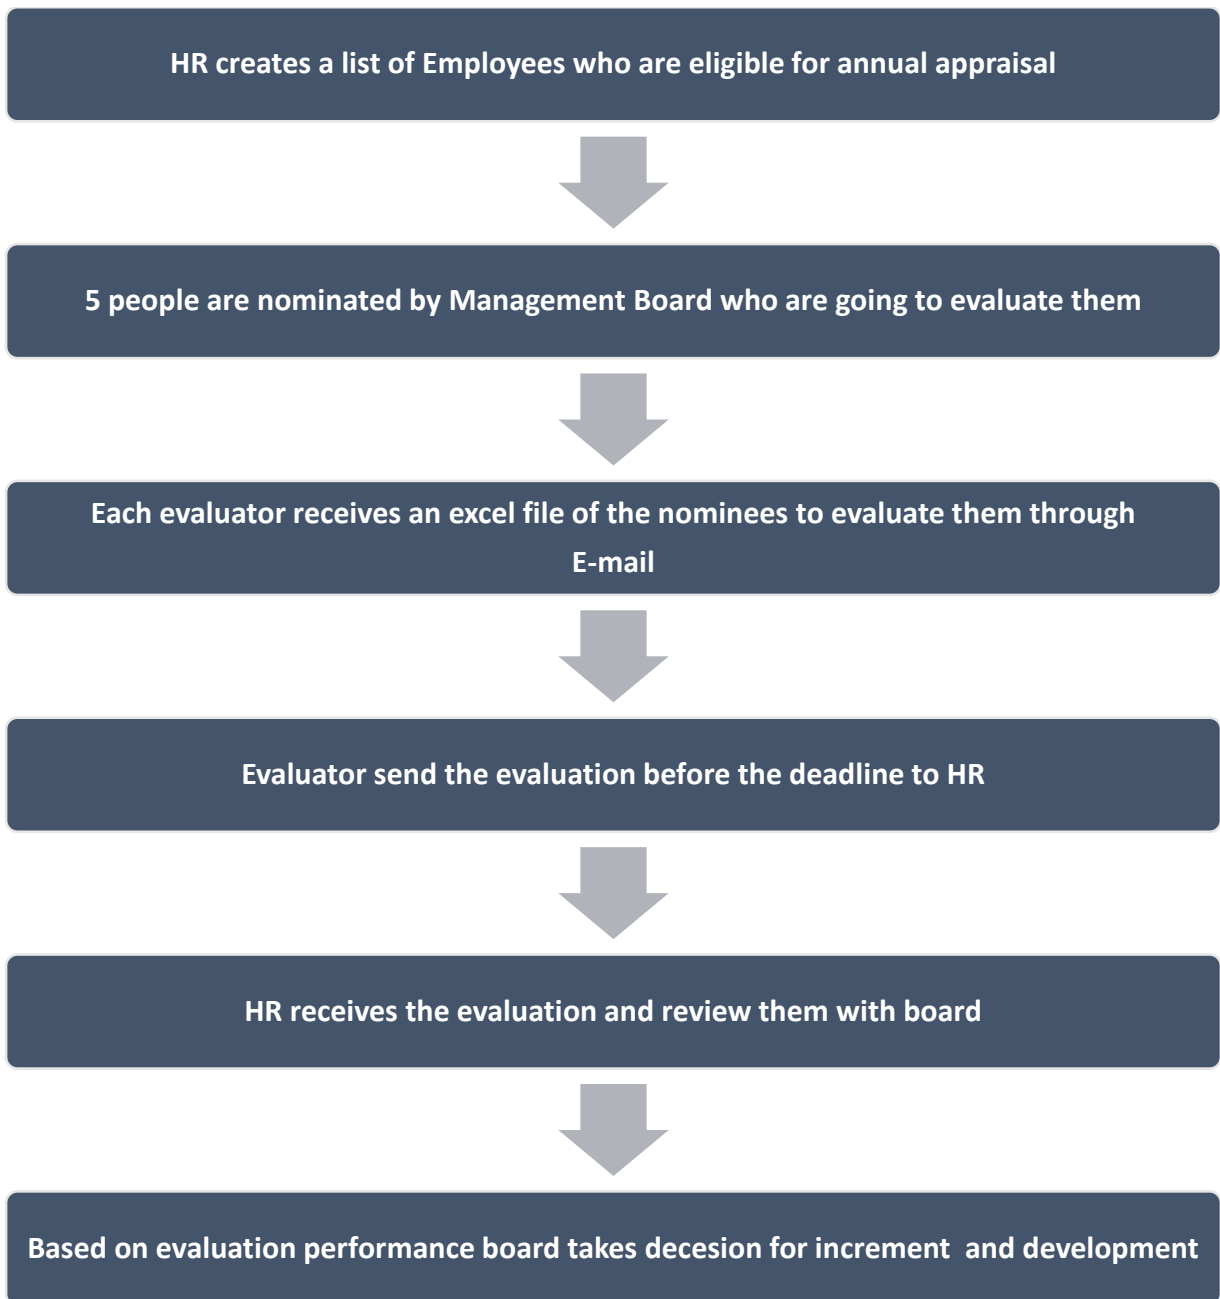 HR creates a list of Employees who are eligible for annual appraisal
5 people are nominated by Management Board who are going to evaluate them
Each evaluator receives an excel file of the nominees to evaluate them through
E-mail
Evaluator send the evaluation before the deadline to HR
HR receives the evaluation and review them with board
Based on evaluation performance board takes decesion for increment and development